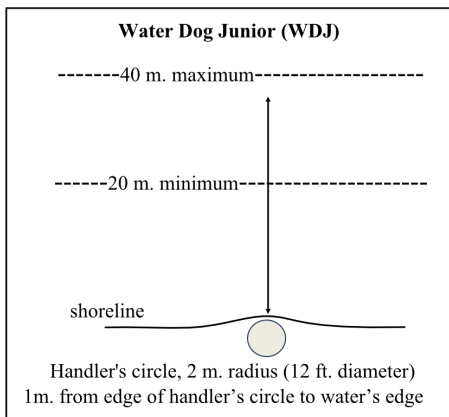 Water Dog Junior (WDJ)
40 m. maximum
20 m. minimum
shoreline
Handler's circle, 2 m. radius (12 ft. diameter)
1m. from edge of handler's circle to water's edge